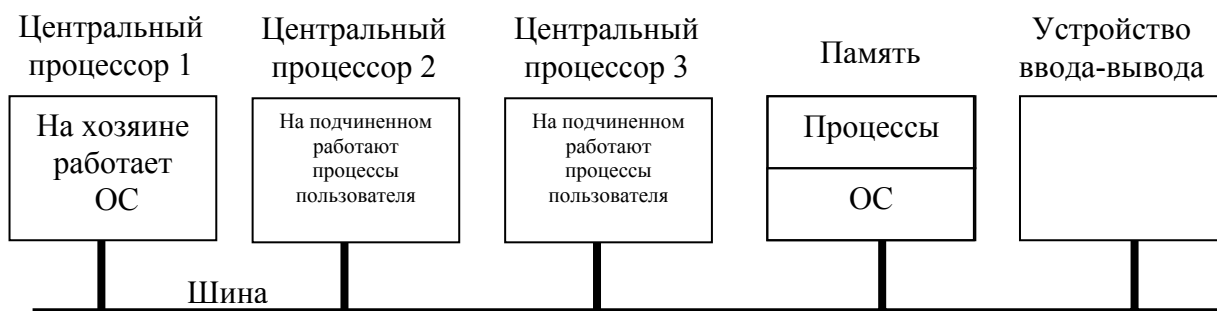 Центральный
процессор 1
Центральный
процессор 2
Центральный
процессор 3
Память
Устройство
ввода-вывода
На хозяине
работает
ОС
На подчиненном
работают
процессы
пользователя
На подчиненном
работают
процессы
пользователя
Процессы
ОС
Шина